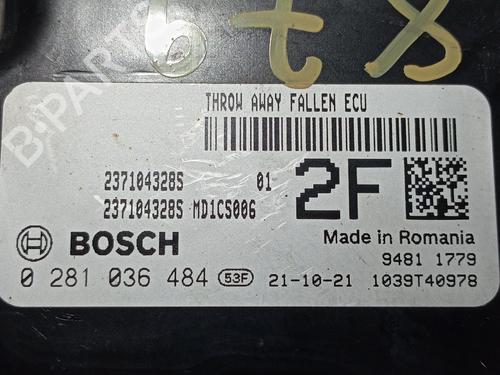 B-PARTS
THROW AWAY FALLEN ECU
237104328S 01
237104328S MD1CS006
2F
BOSCH
Made in Romania
9481 1779
0 281 036 484 53F 21-10-21 1039T40978